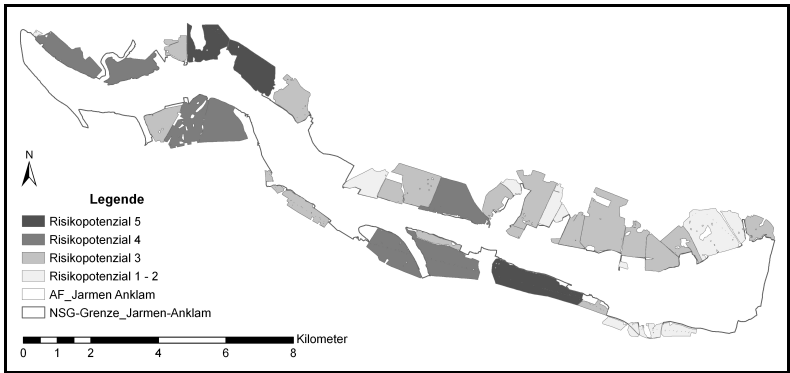 N
Legende
Risikopotenzial 5
Risikopotenzial 4
Risikopotenzial 3
Risikopotenzial 1 - 2
AF_Jarmen Anklam
NSG-Grenze_Jarmen-Anklam
Kilometer
0 1 2 4 6 8